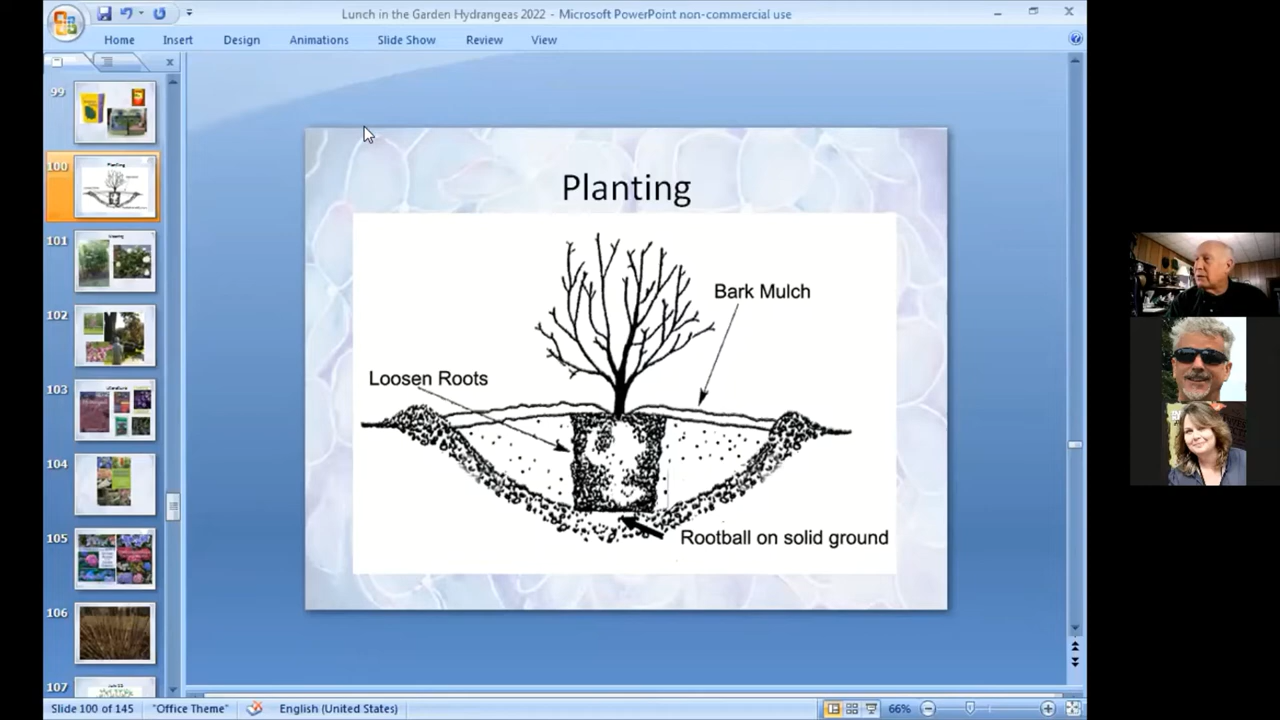 Lunch in the Garden Hydrangeas 2022 - Microsoft PowerPoint non-commercial use
Home Insert Design Animations Slide Show Review View
99
100
101
102
103
104
105
106
107
Planting
Bark Mulch
Loosen Roots
Rootball on solid ground
Slide 100 of 145 "Office Theme" English (United States) 66%